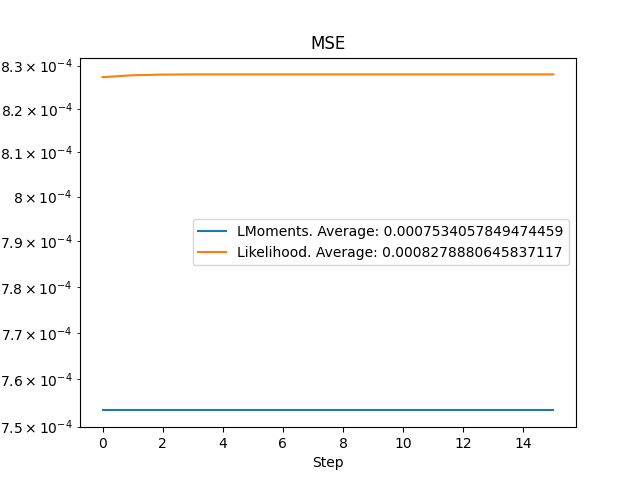 MSE
8.3 × 10⁻⁴
8.2 × 10⁻⁴
8.1 × 10⁻⁴
8 × 10⁻⁴
7.9 × 10⁻⁴
7.8 × 10⁻⁴
7.7 × 10⁻⁴
7.6 × 10⁻⁴
7.5 × 10⁻⁴
LMoments. Average: 0.0007534057849474459
Likelihood. Average: 0.0008278880645837117
0 2 4 6 8 10 12 14
Step